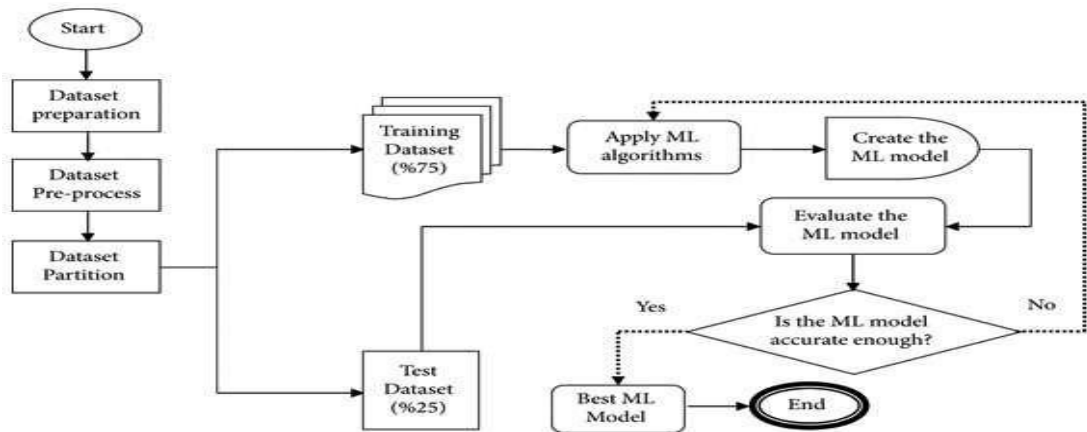 Start
Dataset
preparation
Dataset
Pre-process
Dataset
Partition
Training
Dataset
(%75)
Apply ML
algorithms
Create the
ML model
Evaluate the
ML model
Is the ML model
accurate enough?
Yes
No
Test
Dataset
(%25)
Best ML
Model
End